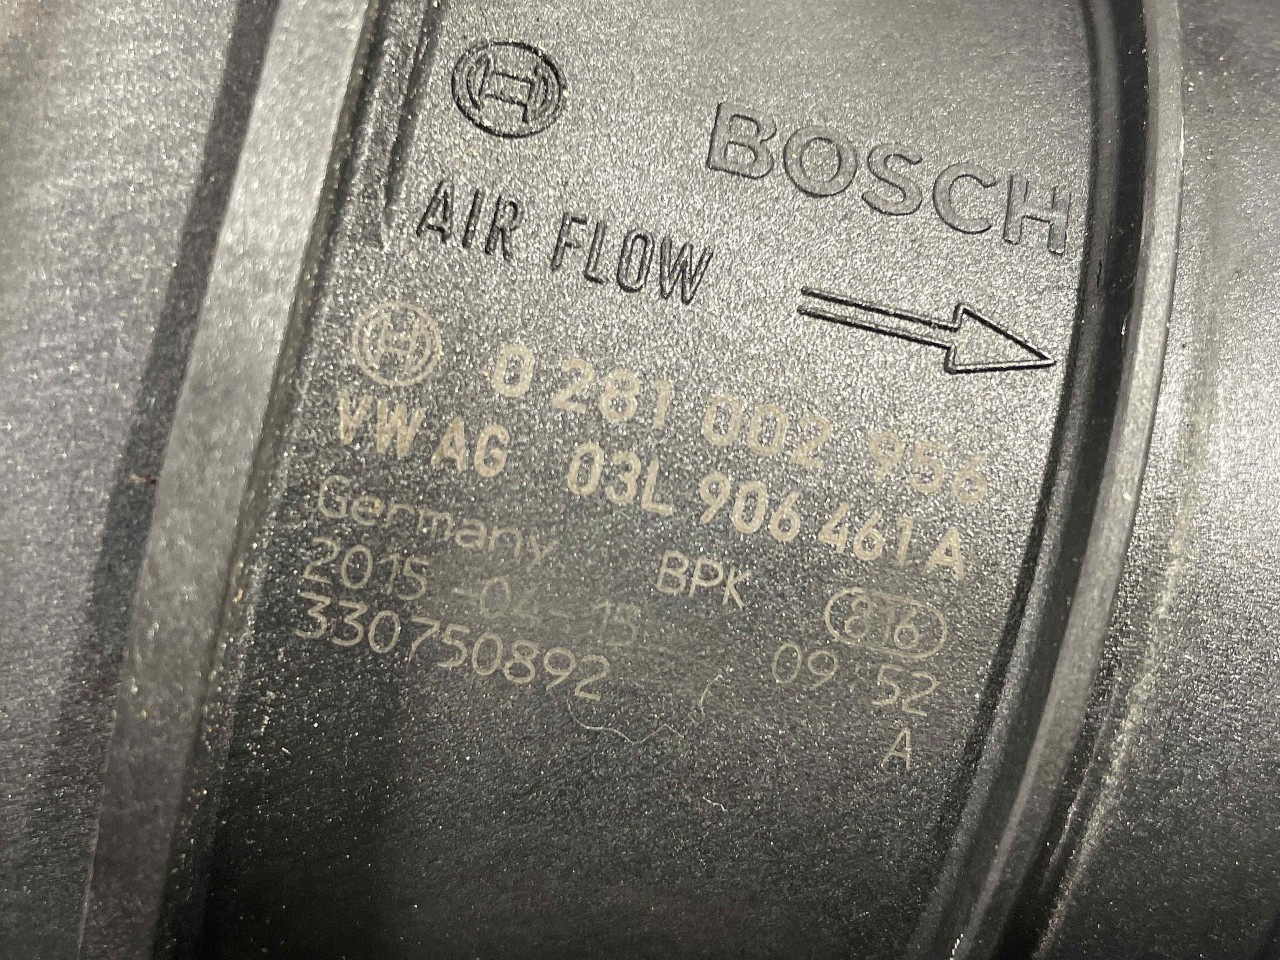 BOSCH
AIR FLOW
0 281 002 956
VW AG 03L 906 461 A
Germany BPK 816
2015-04-15 09 52
330750892 A